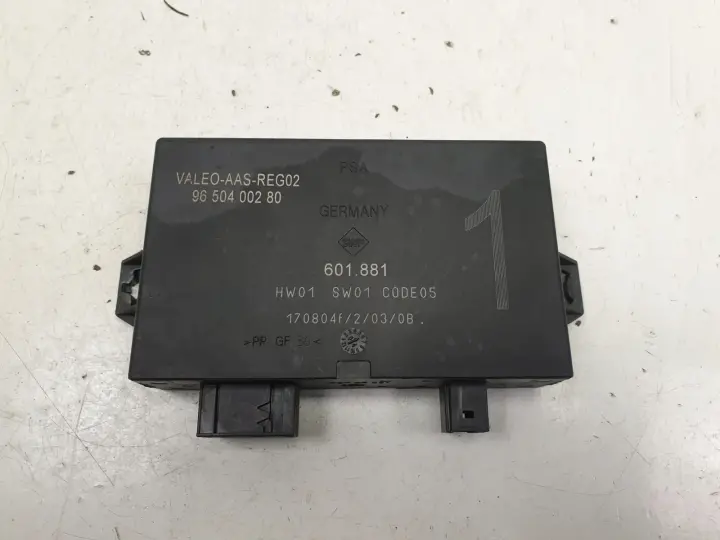 VALEO-AAS-REG02
96 504 002 80
PSA
GERMANY
601.881
HW01 SW01 CODE05
170804f/2/03/0B.
>PP GF 30<
1